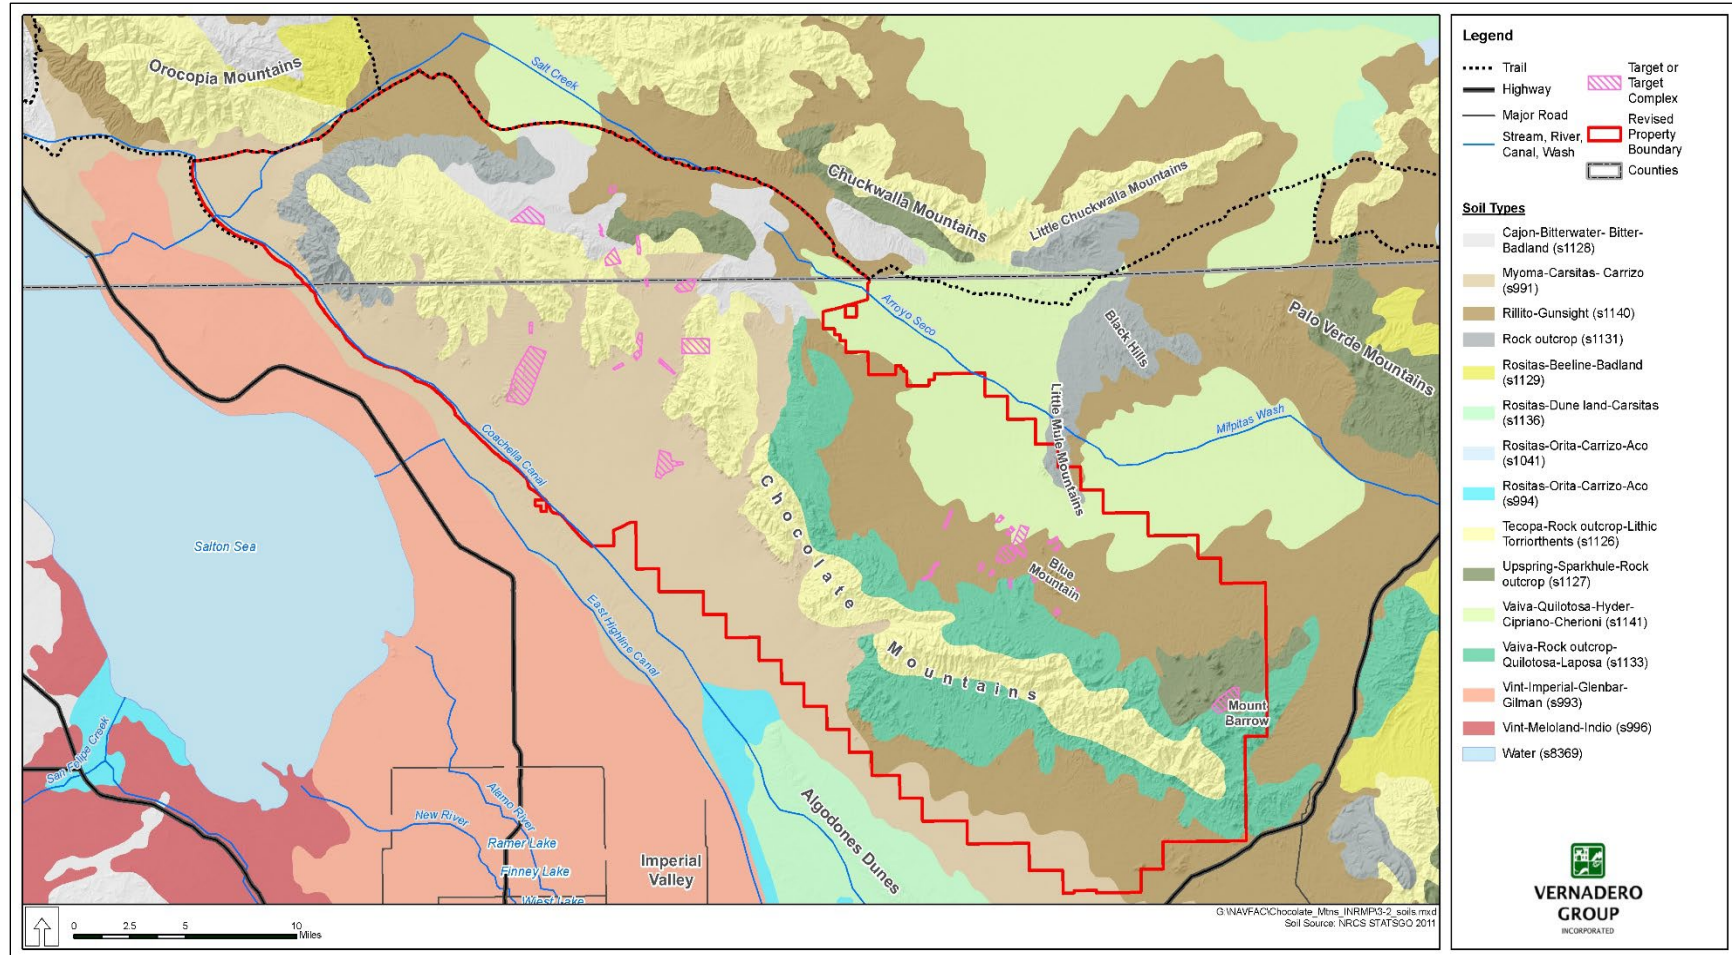 Orocopia Mountains
Salt Creek
Chuckwalla Mountains
Little Chuckwalla Mountains
Arroyo Seco
Black Hills
Palo Verde Mountains
Little Mule Mountains
Milpitas Wash
Coachella Canal
Salton Sea
Chocolate
Mountains
Blue
Mountain
East Highline Canal
Mount
Barrow
San Felipe Creek
Alamo River
New River
Ramer Lake
Finney Lake
Wiest Lake
Imperial
Valley
Algodones Dunes
0 2.5 5 10
Miles
G:\NAVFAC\Chocolate_Mtns_INRMP\3-2_soils.mxd
Soil Source: NRCS STATSGO 2011
Legend
Trail
Highway
Major Road
Stream, River,
Canal, Wash
Target or
Target
Complex
Revised
Property
Boundary
Counties
Soil Types
Cajon-Bitterwater- Bitter-
Badland (s1128)
Myoma-Carsitas- Carrizo
(s991)
Rillito-Gunsight (s1140)
Rock outcrop (s1131)
Rositas-Beeline-Badland
(s1129)
Rositas-Dune land-Carsitas
(s1136)
Rositas-Orita-Carrizo-Aco
(s1041)
Rositas-Orita-Carrizo-Aco
(s994)
Tecopa-Rock outcrop-Lithic
Torriorthents (s1126)
Upspring-Sparkhule-Rock
outcrop (s1127)
Vaiva-Quilotosa-Hyder-
Cipriano-Cherioni (s1141)
Vaiva-Rock outcrop-
Quilotosa-Laposa (s1133)
Vint-Imperial-Glenbar-
Gilman (s993)
Vint-Meloland-Indio (s996)
Water (s8369)
VERNADERO
GROUP
INCORPORATED